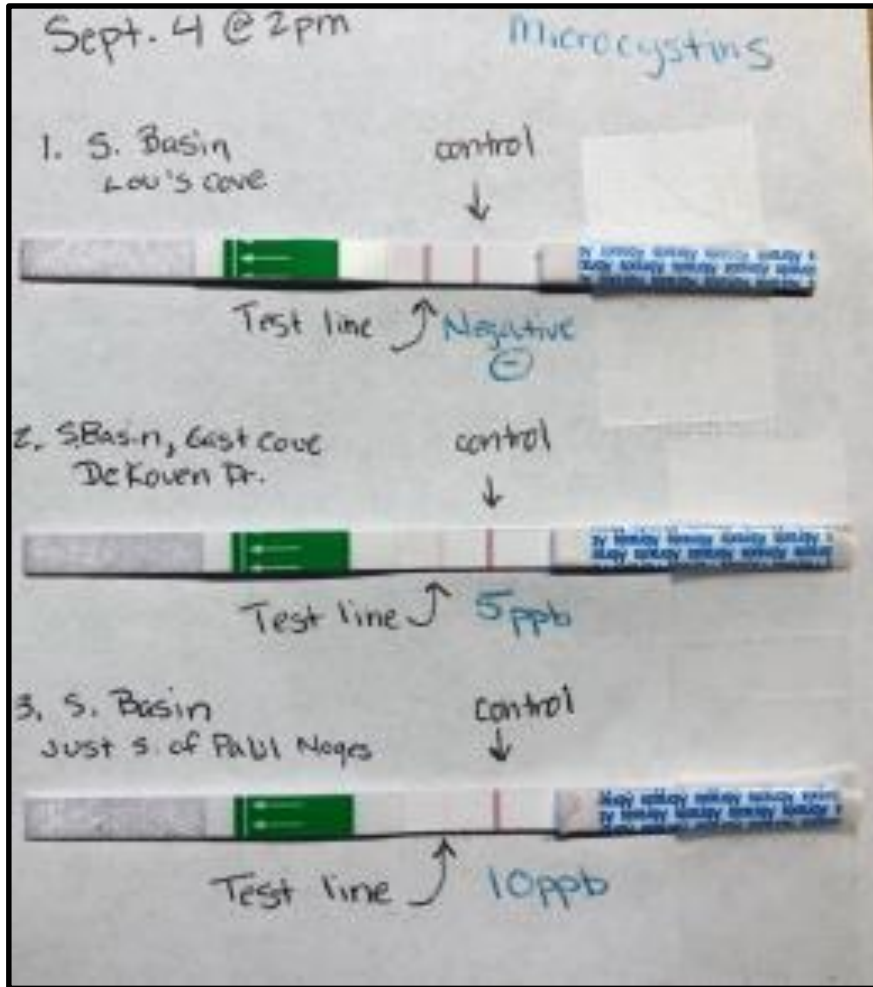 Sept. 4 @ 2pm
Microcystins
1. S. Basin
Lou's Cove
control
Test line
Negative
-
2. S. Basin, East Cove
DeKoven Dr.
control
Test line
5ppb
3. S. Basin
Just S. of Paul
control
Test line
10ppb